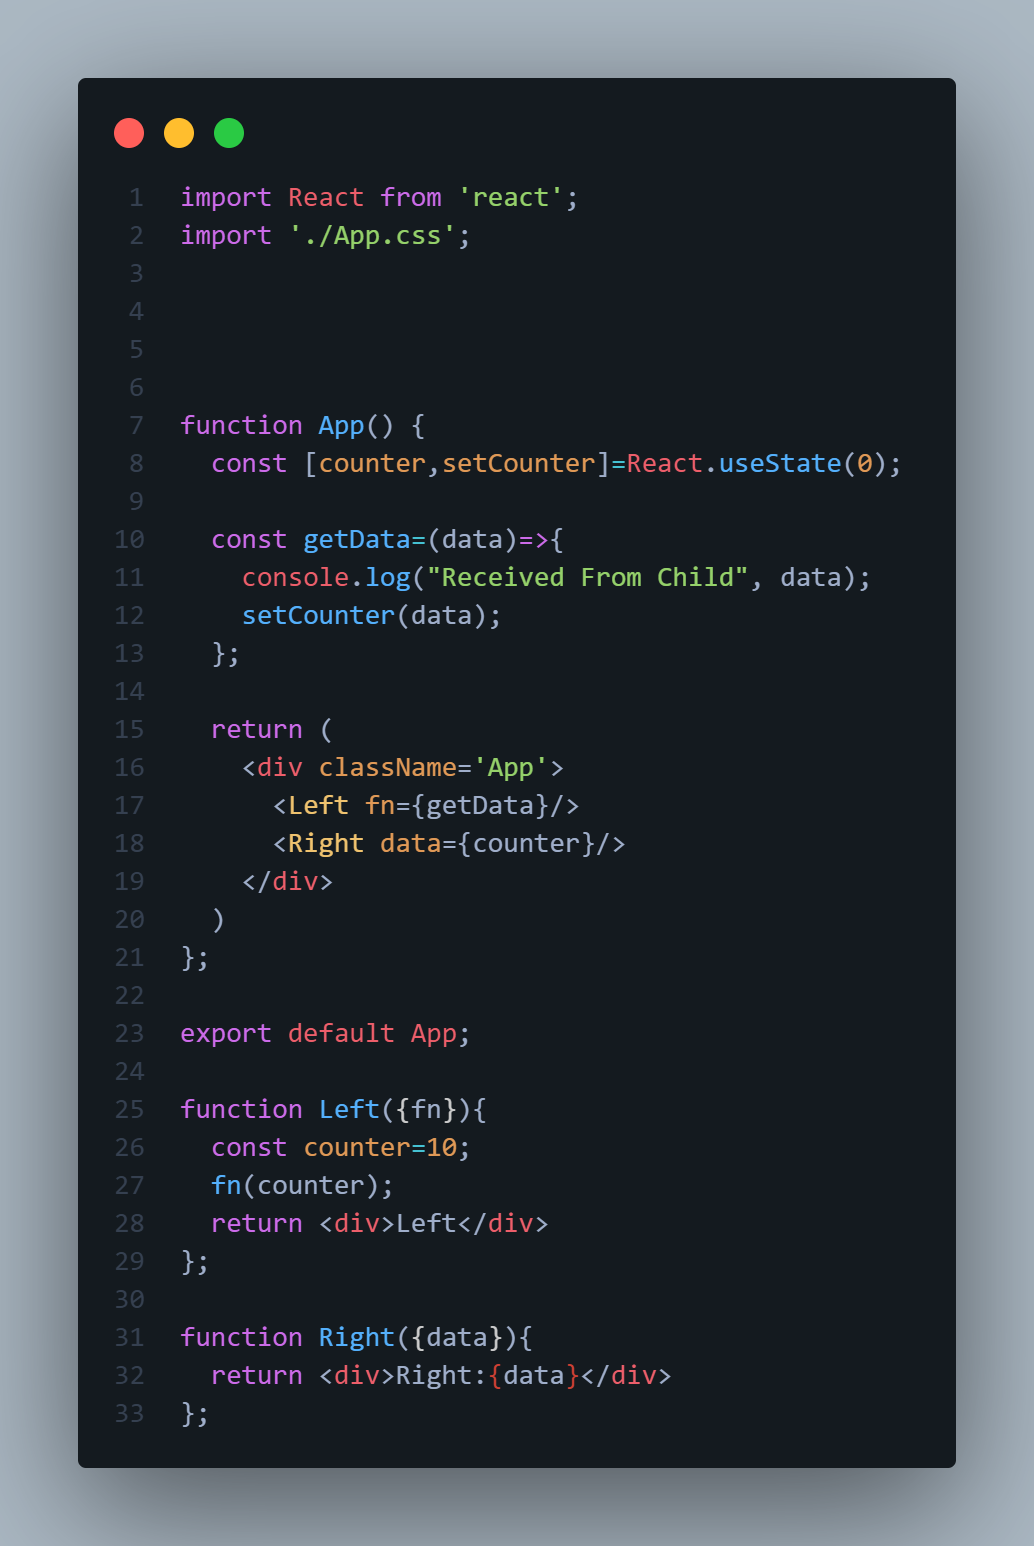 1 import React from 'react';
2 import './App.css';
3
4
5
6
7 function App() {
8   const [counter,setCounter]=React.useState(0);
9
10   const getData=(data)=>{
11     console.log("Received From Child", data);
12     setCounter(data);
13   };
14
15   return (
16     <div className='App'>
17       <Left fn={getData}/>
18       <Right data={counter}/>
19     </div>
20   )
21 };
22
23 export default App;
24
25 function Left({fn}){
26   const counter=10;
27   fn(counter);
28   return <div>Left</div>
29 };
30
31 function Right({data}){
32   return <div>Right:{data}</div>
33 };